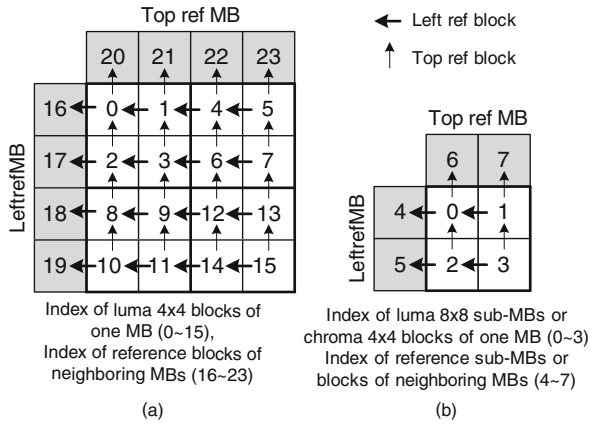 Top ref MB
Left ref block
Top ref block
20 21 22 23
16 0 1 4 5
17 2 3 6 7
18 8 9 12 13
19 10 11 14 15
LeftrefMB
Index of luma 4x4 blocks of
one MB (0~15),
Index of reference blocks of
neighboring MBs (16~23)
(a)
Top ref MB
6 7
4 0 1
5 2 3
LeftrefMB
Index of luma 8x8 sub-MBs or
chroma 4x4 blocks of one MB (0~3)
Index of reference sub-MBs or
blocks of neighboring MBs (4~7)
(b)